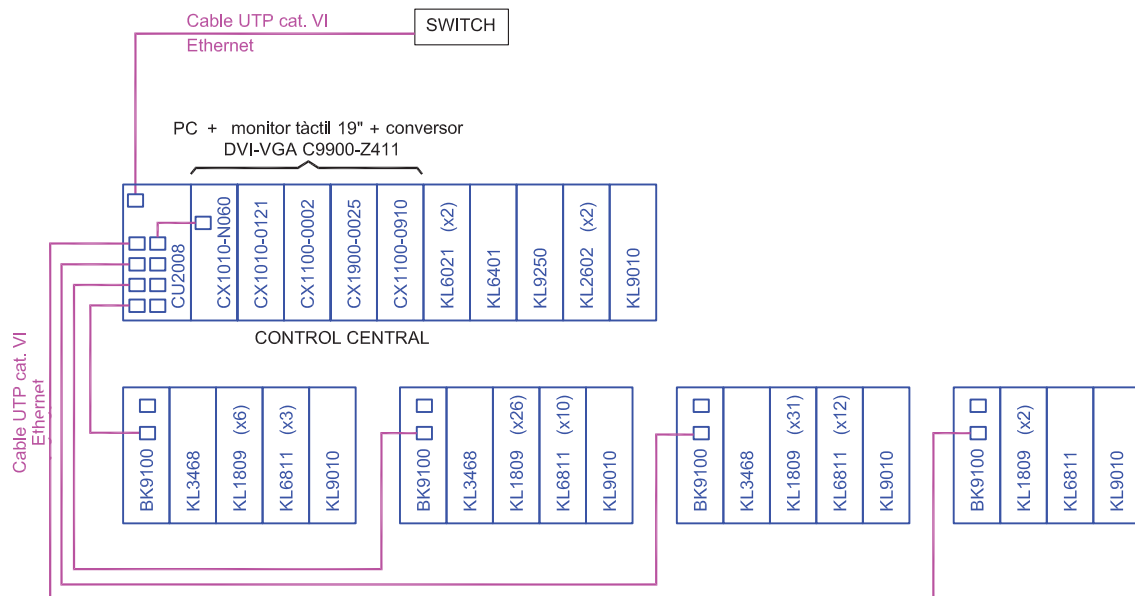 Cable UTP cat. VI
Ethernet
SWITCH
PC + monitor tàctil 19" + conversor
DVI-VGA C9900-Z411
CU2008
CX1010-N060
CX1010-0121
CX1100-0002
CX1900-0025
CX1100-0910
KL6021 (x2)
KL6401
KL9250
KL2602 (x2)
KL9010
CONTROL CENTRAL
Cable UTP cat. VI
Ethernet
BK9100
KL3468
KL1809 (x6)
KL6811 (x3)
KL9010
BK9100
KL3468
KL1809 (x26)
KL6811 (x10)
KL9010
BK9100
KL3468
KL1809 (x31)
KL6811 (x12)
KL9010
BK9100
KL1809 (x2)
KL6811
KL9010